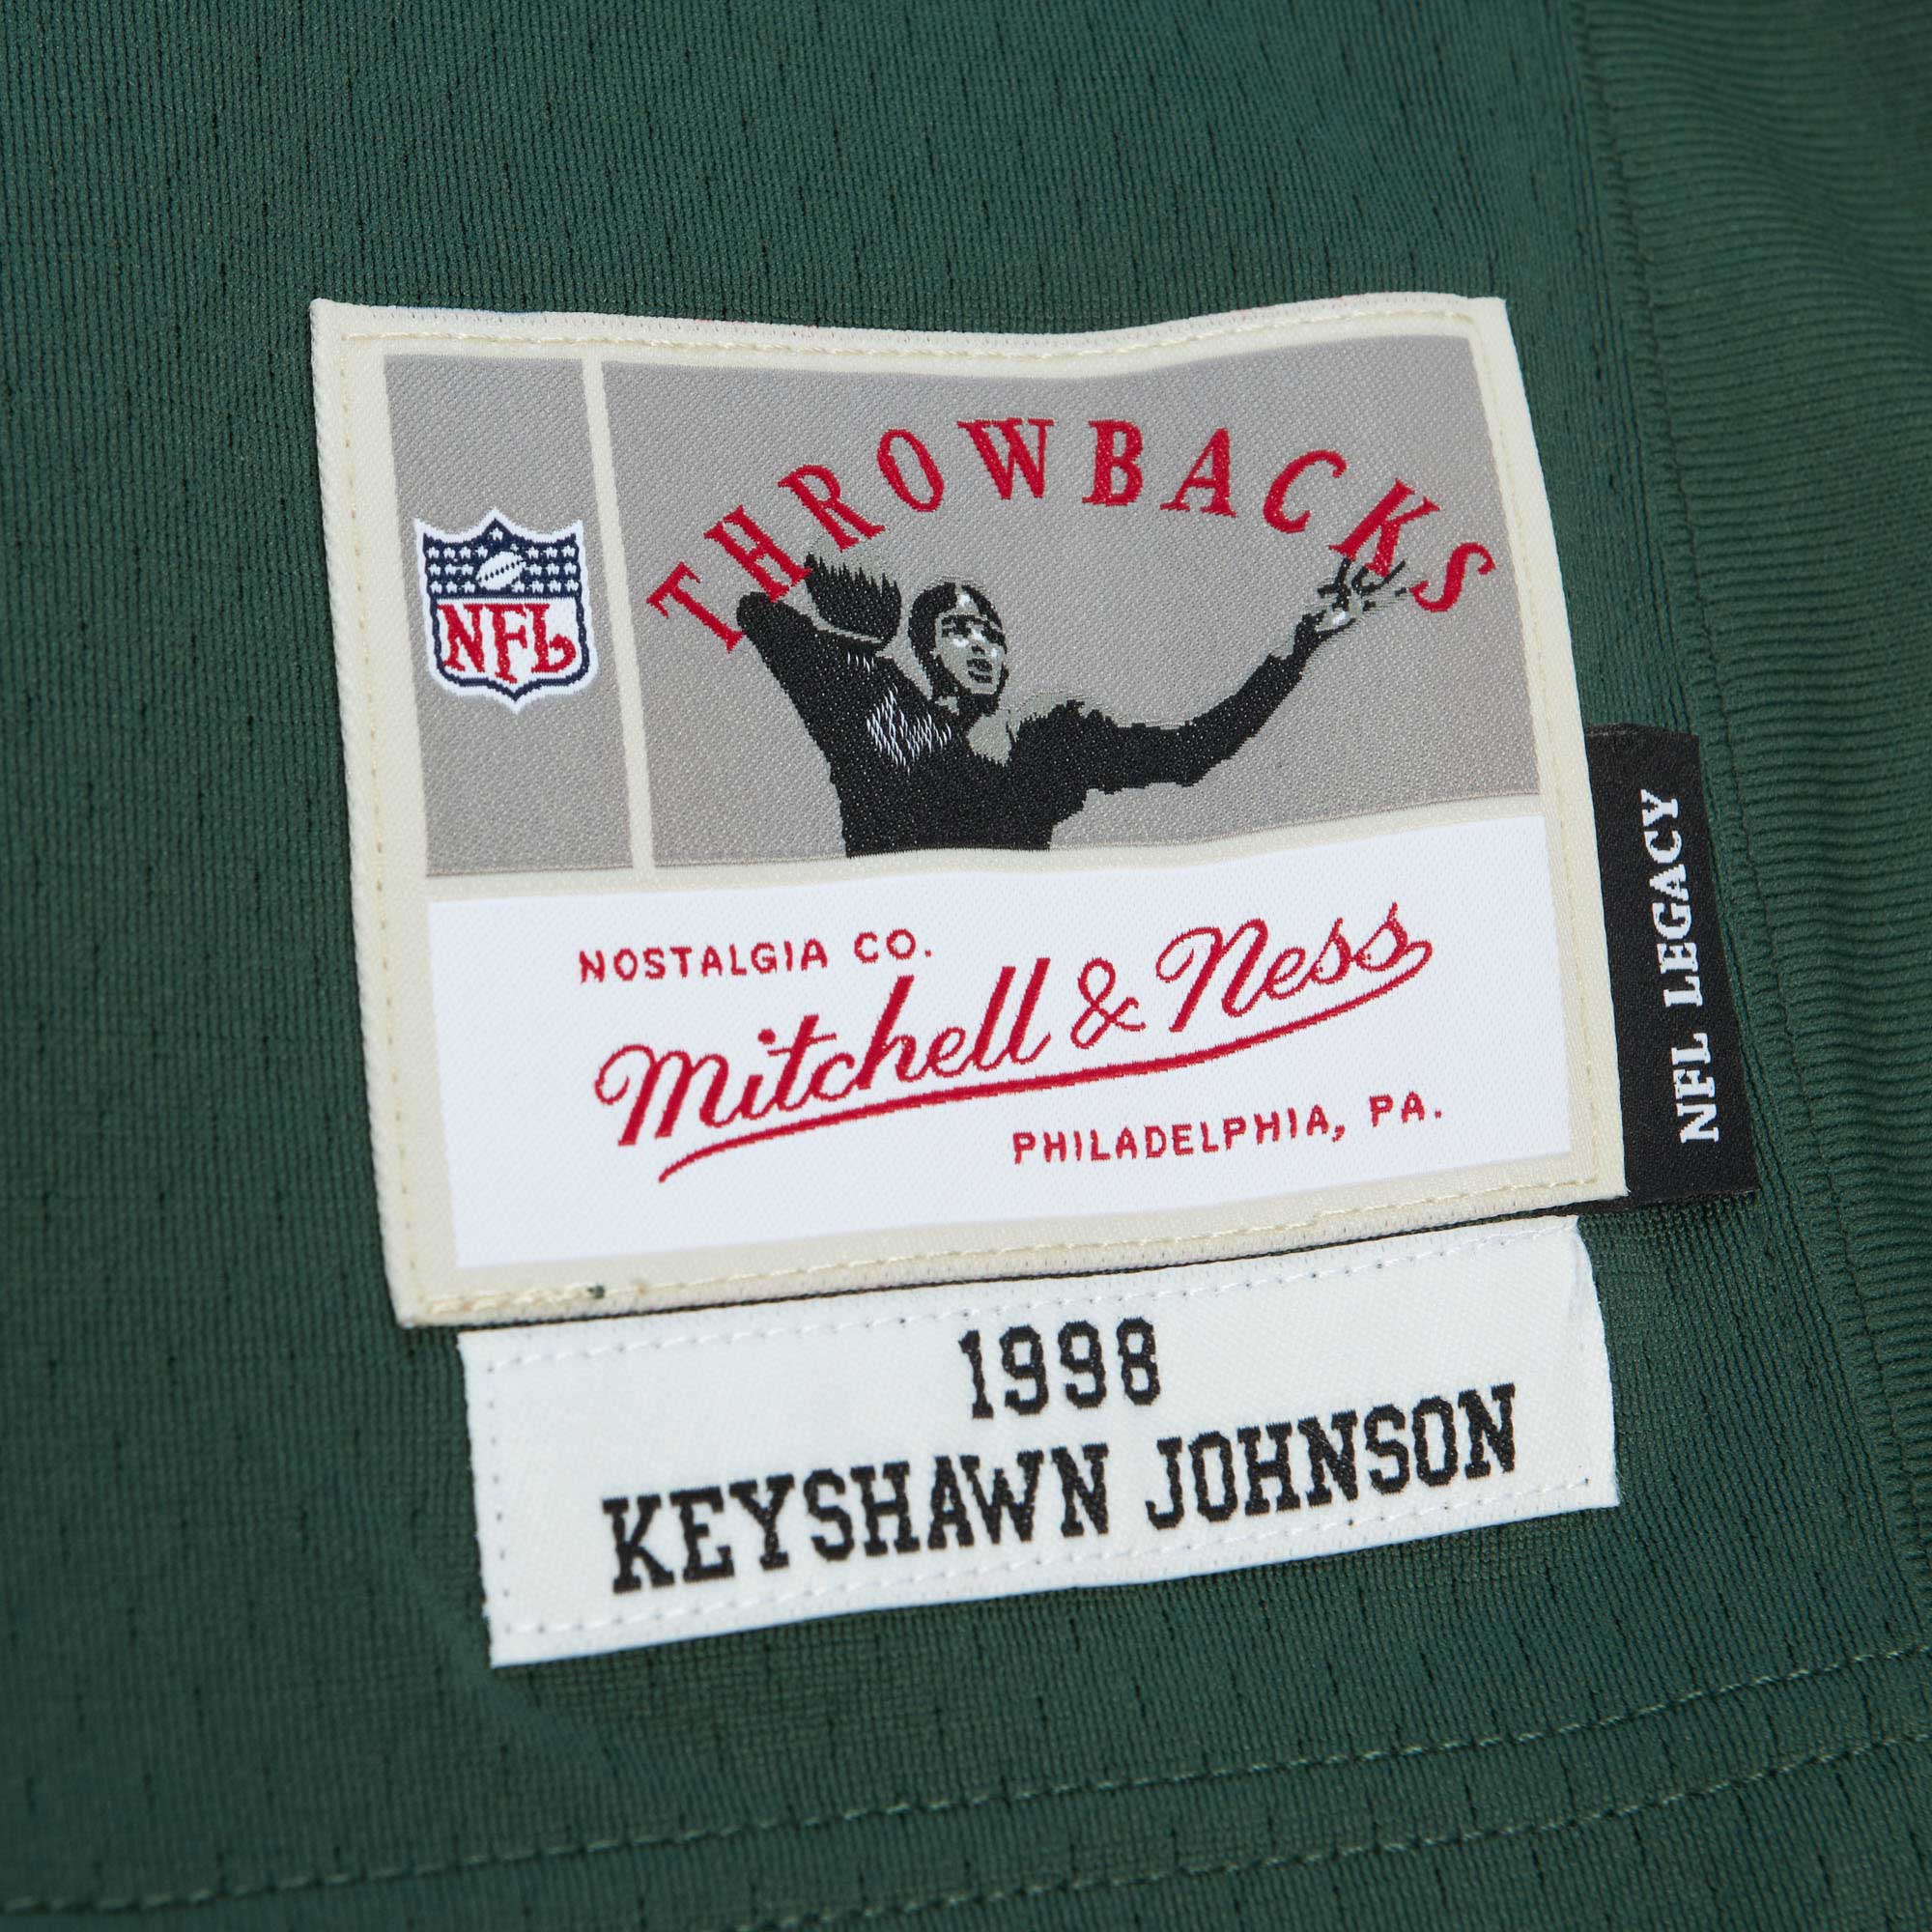 THROWBACKS
NFL
NOSTALGIA CO.
Mitchell & Ness
PHILADELPHIA, PA.
NFL LEGACY
1998
KEYSHAWN JOHNSON